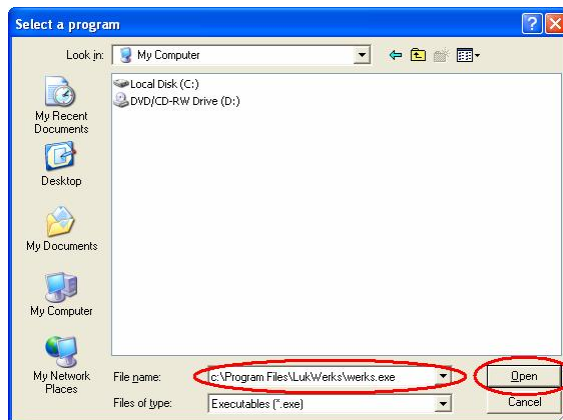 Select a program
Look in: My Computer
Local Disk (C:)
DVD/CD-RW Drive (D:)
My Recent
Documents
Desktop
My Documents
My Computer
My Network
Places
File name: c:\Program Files\LukWerks\werks.exe
Open
Files of type: Executables (*.exe)
Cancel